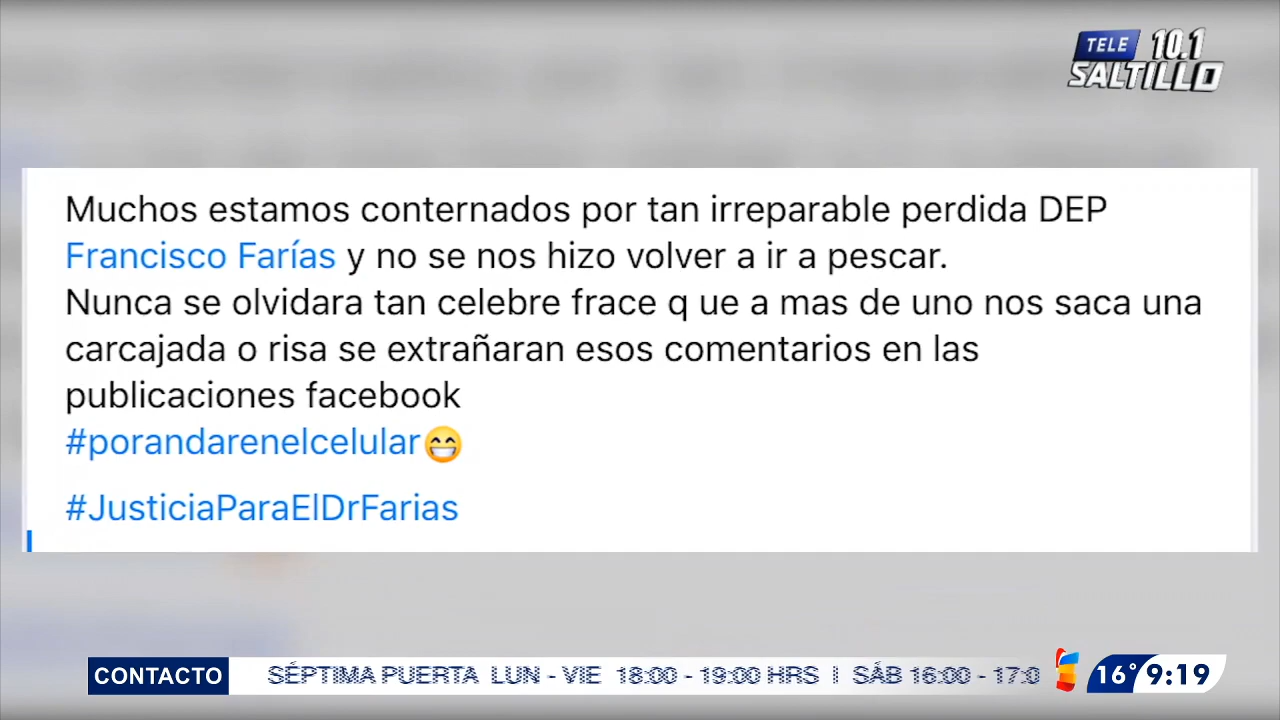 TELE 10.1
SALTILLO
Muchos estamos conternados por tan irreparable perdida DEP
Francisco Farías y no se nos hizo volver a ir a pescar.
Nunca se olvidara tan celebre frace q ue a mas de uno nos saca una
carcajada o risa se extrañaran esos comentarios en las
publicaciones facebook
#porandarenelcelular😁
#JusticiaParaElDrFarias
CONTACTO SÉPTIMA PUERTA LUN - VIE 18:00 - 19:00 HRS | SÁB 16:00 - 17:0 16° 9:19